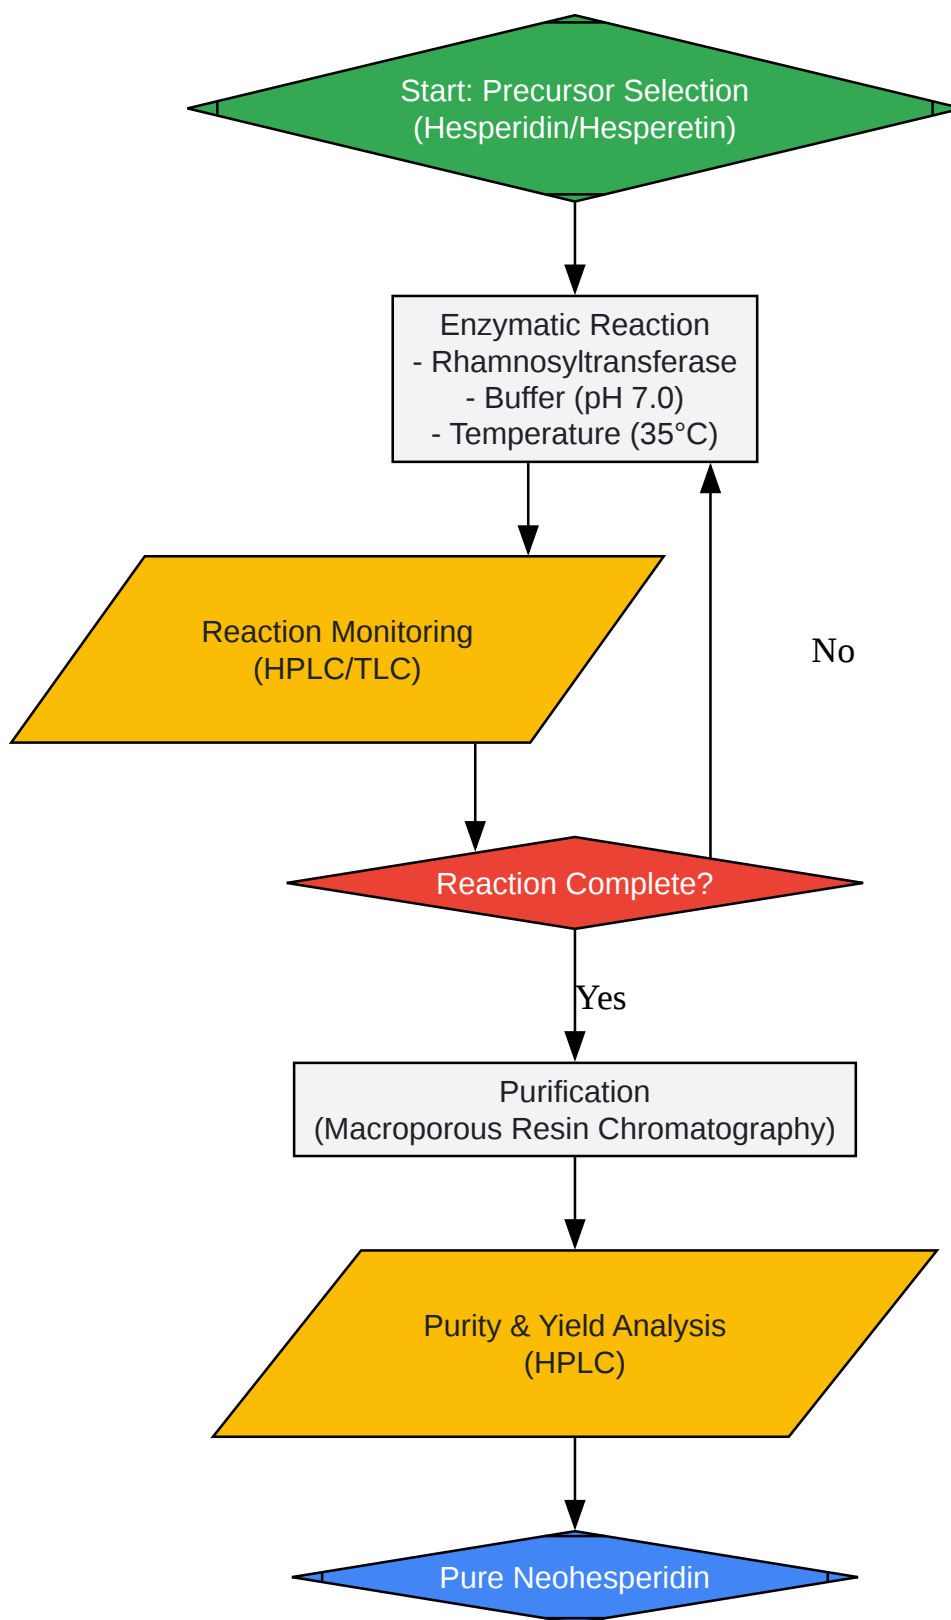 Start: Precursor Selection
(Hesperidin/Hesperetin)
Enzymatic Reaction
- Rhamnosyltransferase
- Buffer (pH 7.0)
- Temperature (35°C)
Reaction Monitoring
(HPLC/TLC)
No
Reaction Complete?
Yes
Purification
(Macroporous Resin Chromatography)
Purity & Yield Analysis
(HPLC)
Pure Neohesperidin